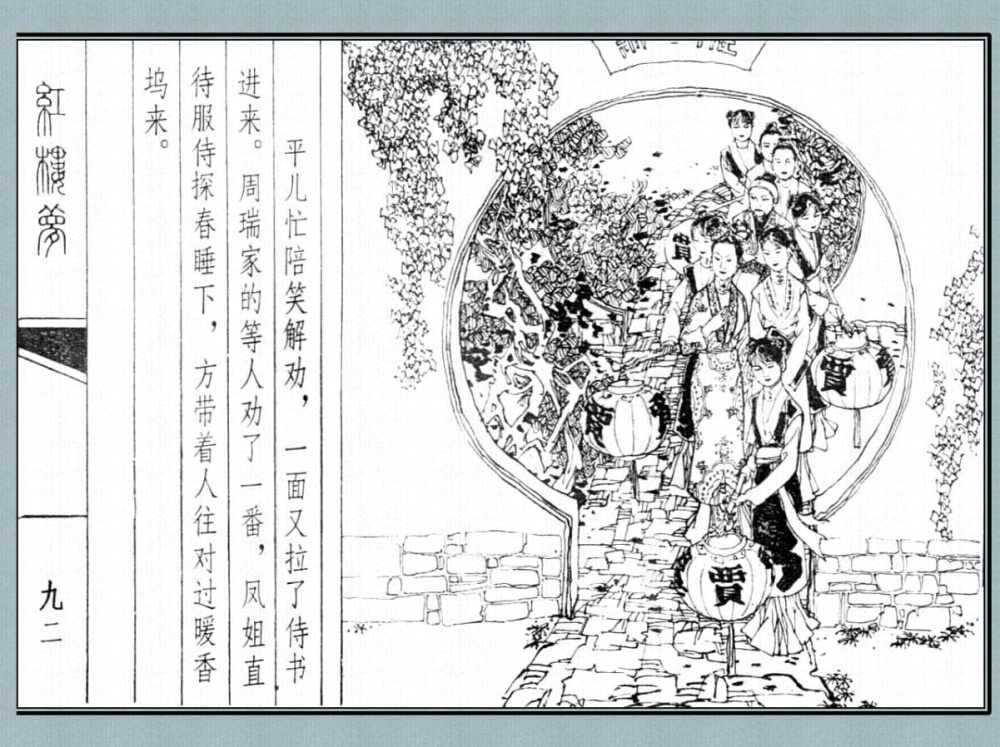 平儿忙陪笑解劝，一面又拉了侍书
进来。周瑞家的等人劝了一番，凤姐直
待服侍探春睡下，方带着人往对过暖香
坞来。
紅樓夢
九二
賈
賈
賈
賈